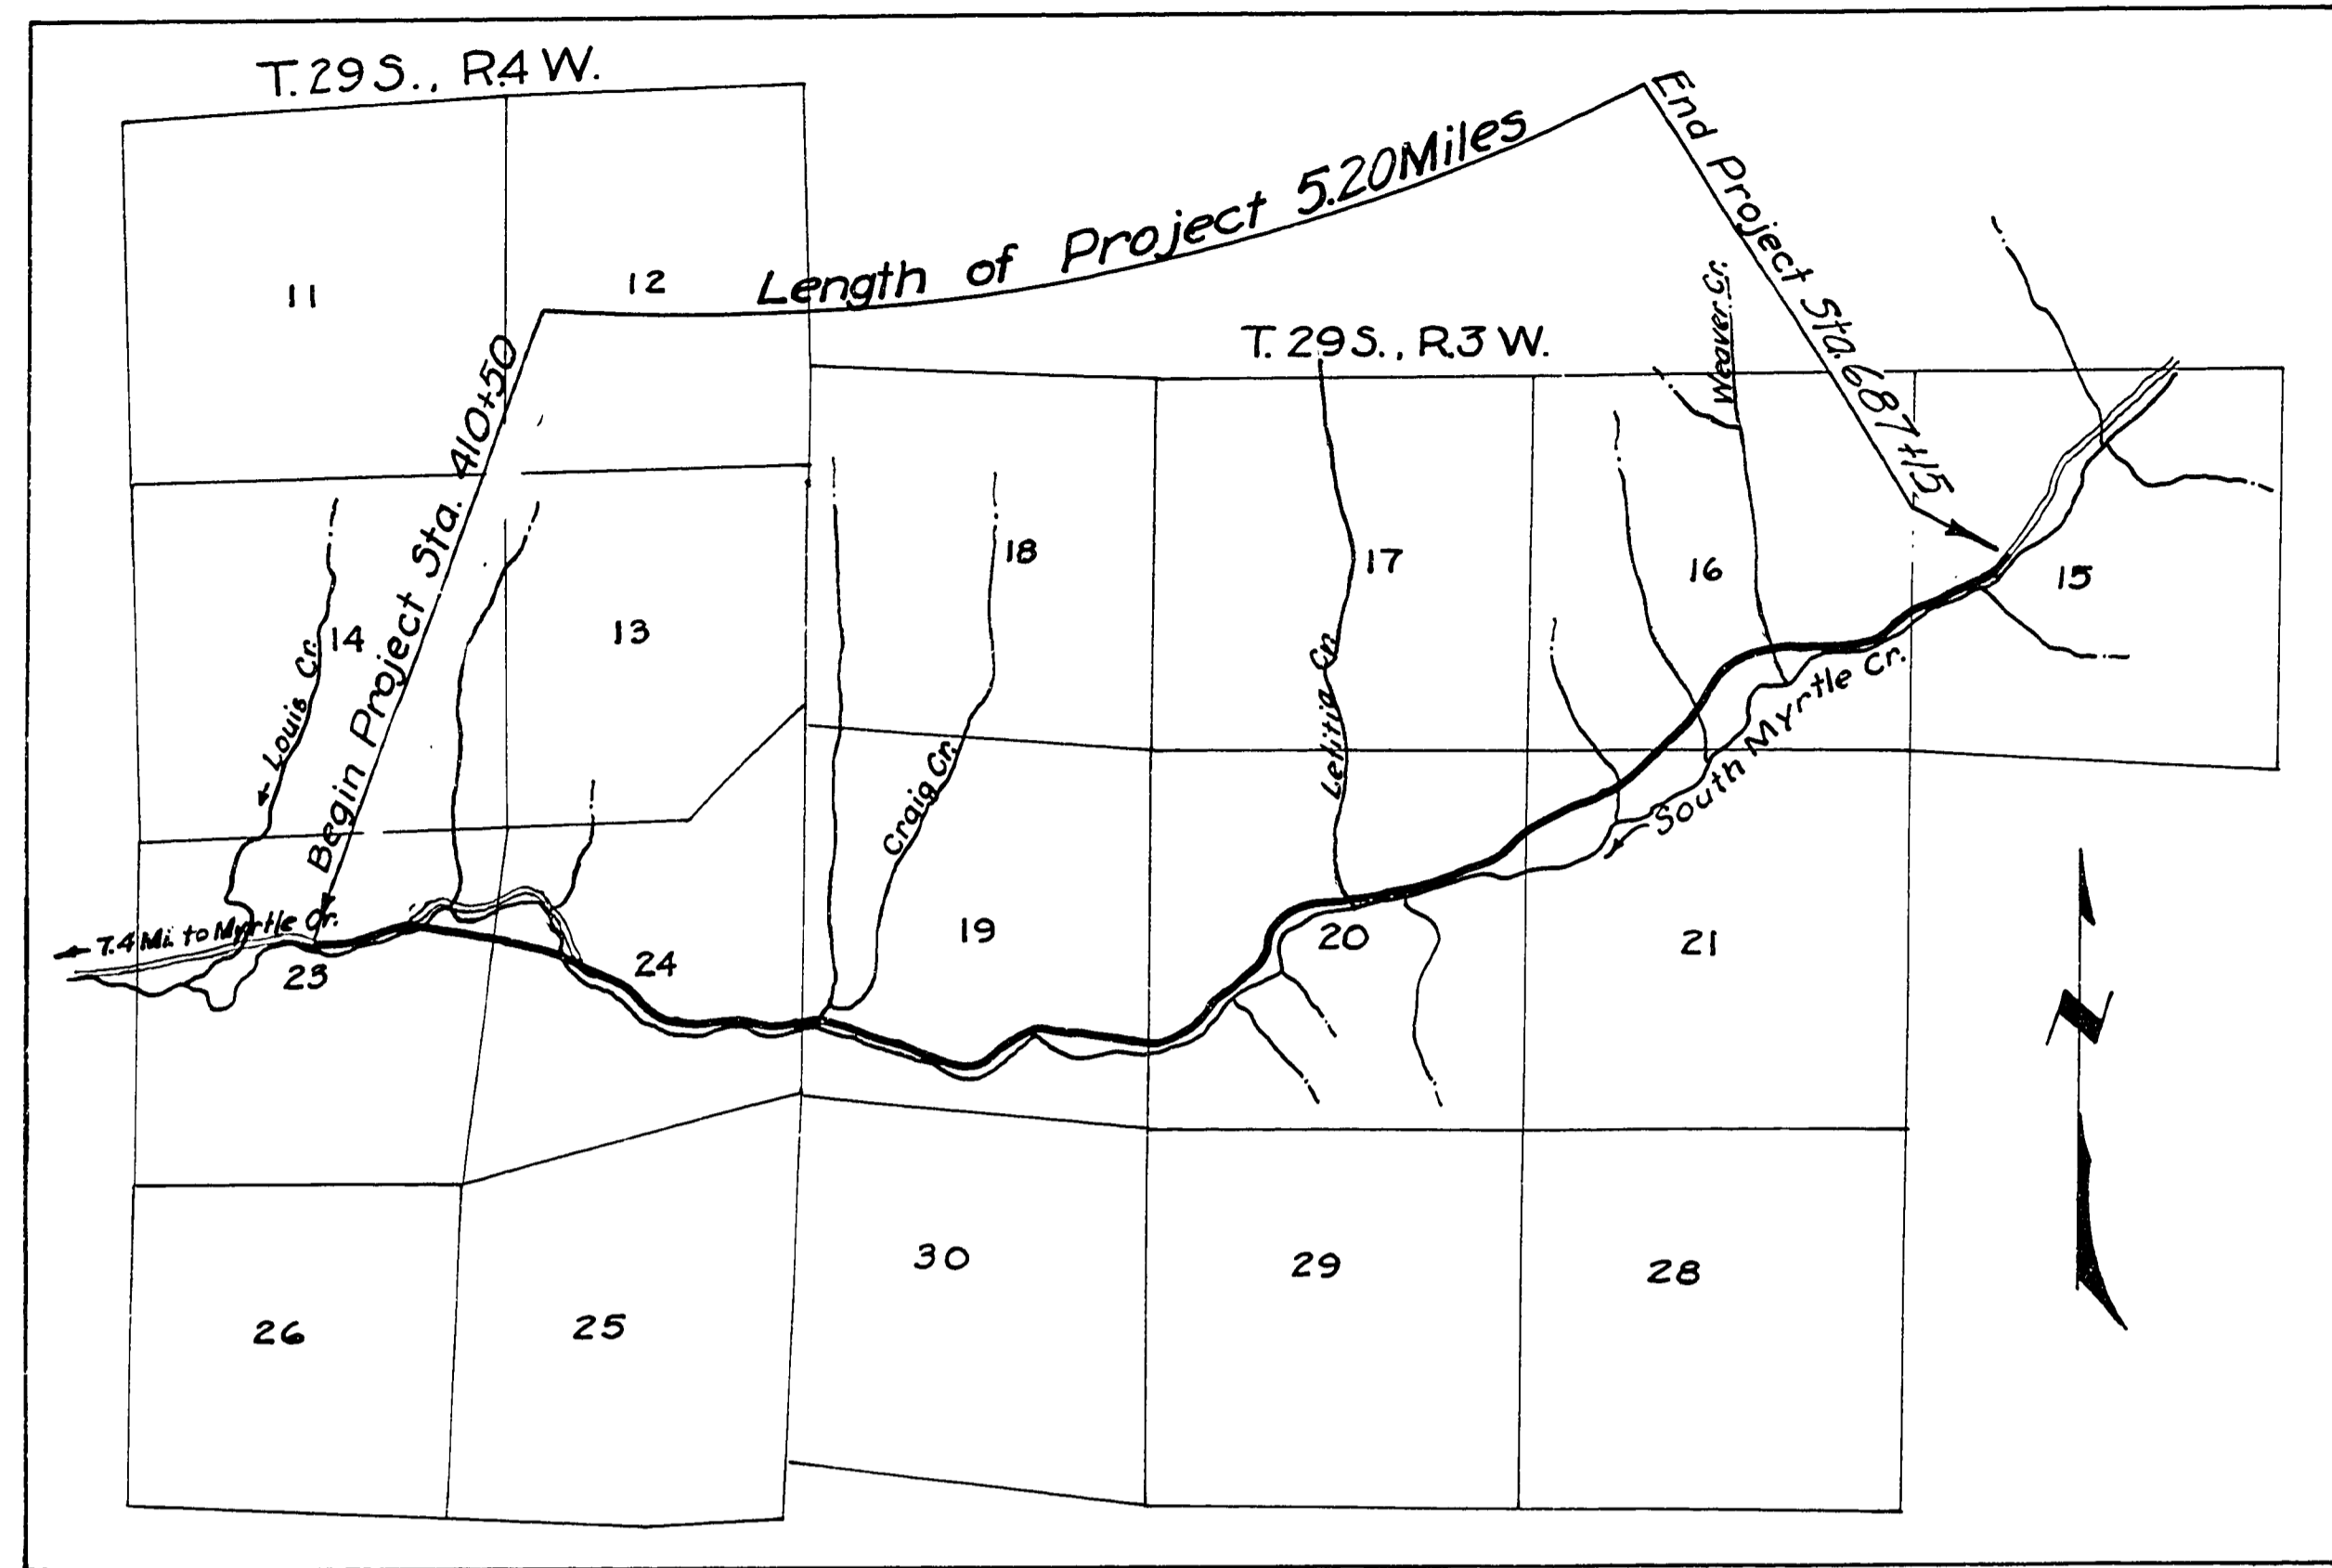 T. 29 S., R. 4 W.
End Project Sta. 687+15
Length of Project 5.20 Miles
11
12
Begin Project Sta. 410+50
T. 29 S., R. 3 W.
Weaver
18
17
16
15
14
13
Louis Cr.
Letitia Cr.
Craig Cr.
South Myrtle Cr.
7.4 Mi. to Myrtle Cr.
23
24
19
20
21
N
30
29
28
26
25